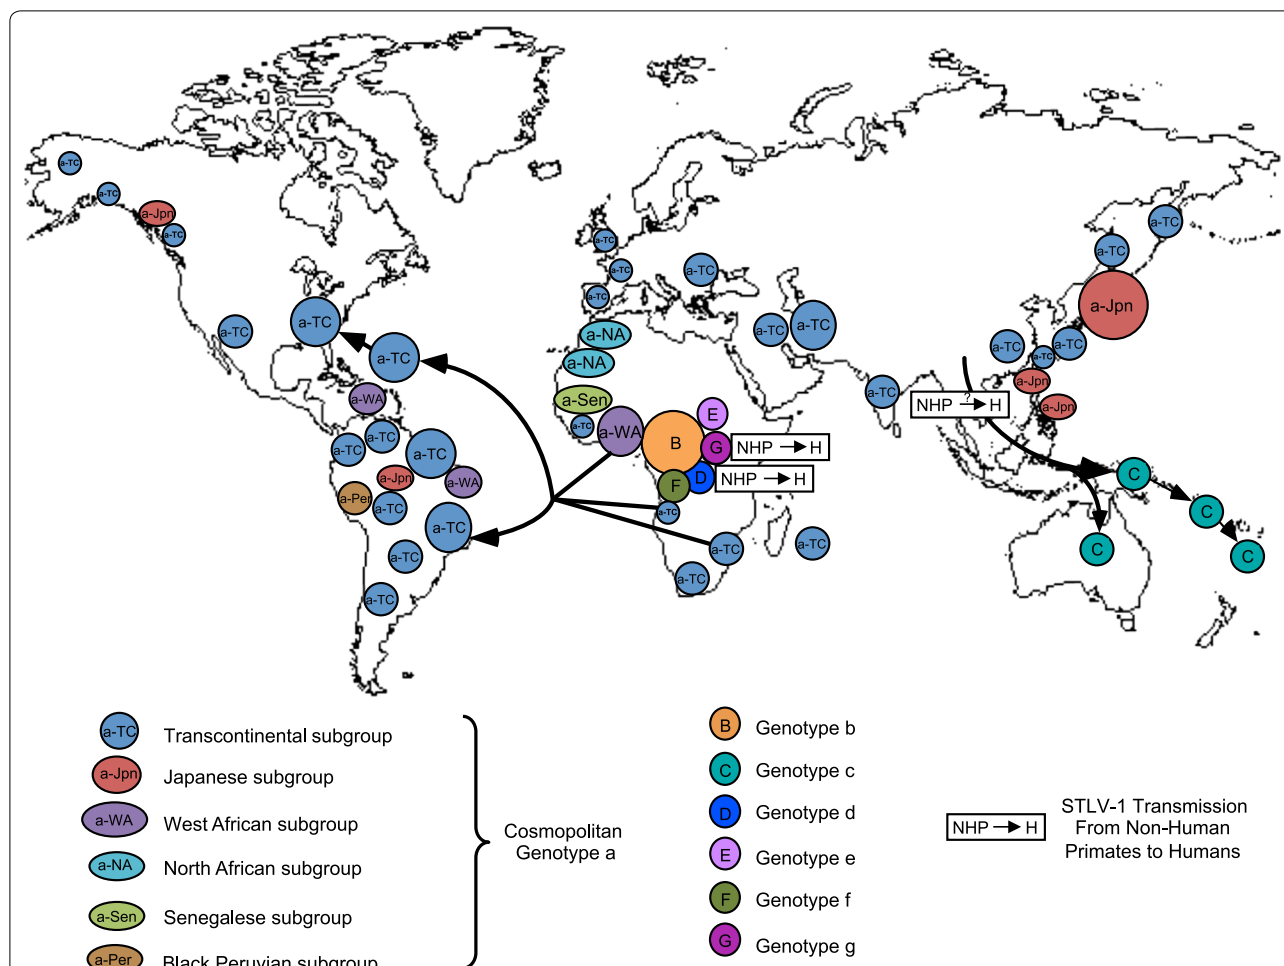 a-TC
a-TC
a-Jpn
a-TC
a-TC
a-TC
a-TC
a-WA
a-TC
a-TC
a-TC
a-Jpn
a-WA
a-Per
a-TC
a-TC
a-TC
a-TC
a-TC
a-TC
a-TC
a-TC
a-NA
a-NA
a-Sen
a-TC
a-WA
B
E
G
NHP H
D
NHP H
F
a-TC
a-TC
a-TC
a-TC
a-TC
a-TC
a-TC
a-TC
a-TC
a-Jpn
a-TC
a-TC
a-TC
a-Jpn
a-Jpn
?
NHP H
C
C
C
C
a-TC Transcontinental subgroup
a-Jpn Japanese subgroup
a-WA West African subgroup
a-NA North African subgroup
a-Sen Senegalese subgroup
a-Per Black Peruvian subgroup
Cosmopolitan
Genotype a
B Genotype b
C Genotype c
D Genotype d
E Genotype e
F Genotype f
G Genotype g
NHP H
STLV-1 Transmission
From Non-Human
Primates to Humans